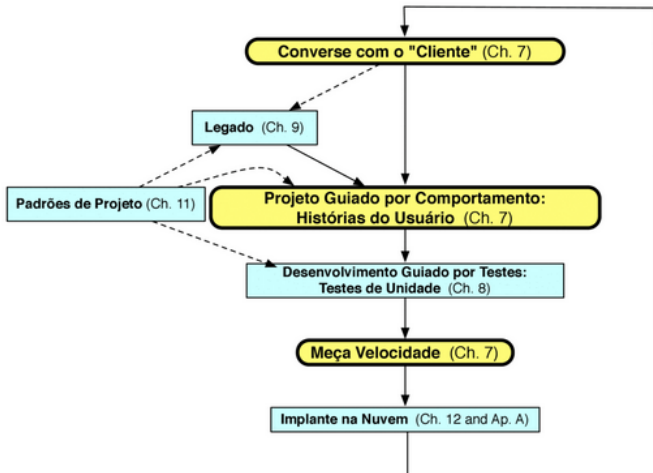 Converse com o "Cliente" (Ch. 7)
Legado (Ch. 9)
Padrões de Projeto (Ch. 11)
Projeto Guiado por Comportamento:
Histórias do Usuário (Ch. 7)
Desenvolvimento Guiado por Testes:
Testes de Unidade (Ch. 8)
Meça Velocidade (Ch. 7)
Implante na Nuvem (Ch. 12 and Ap. A)